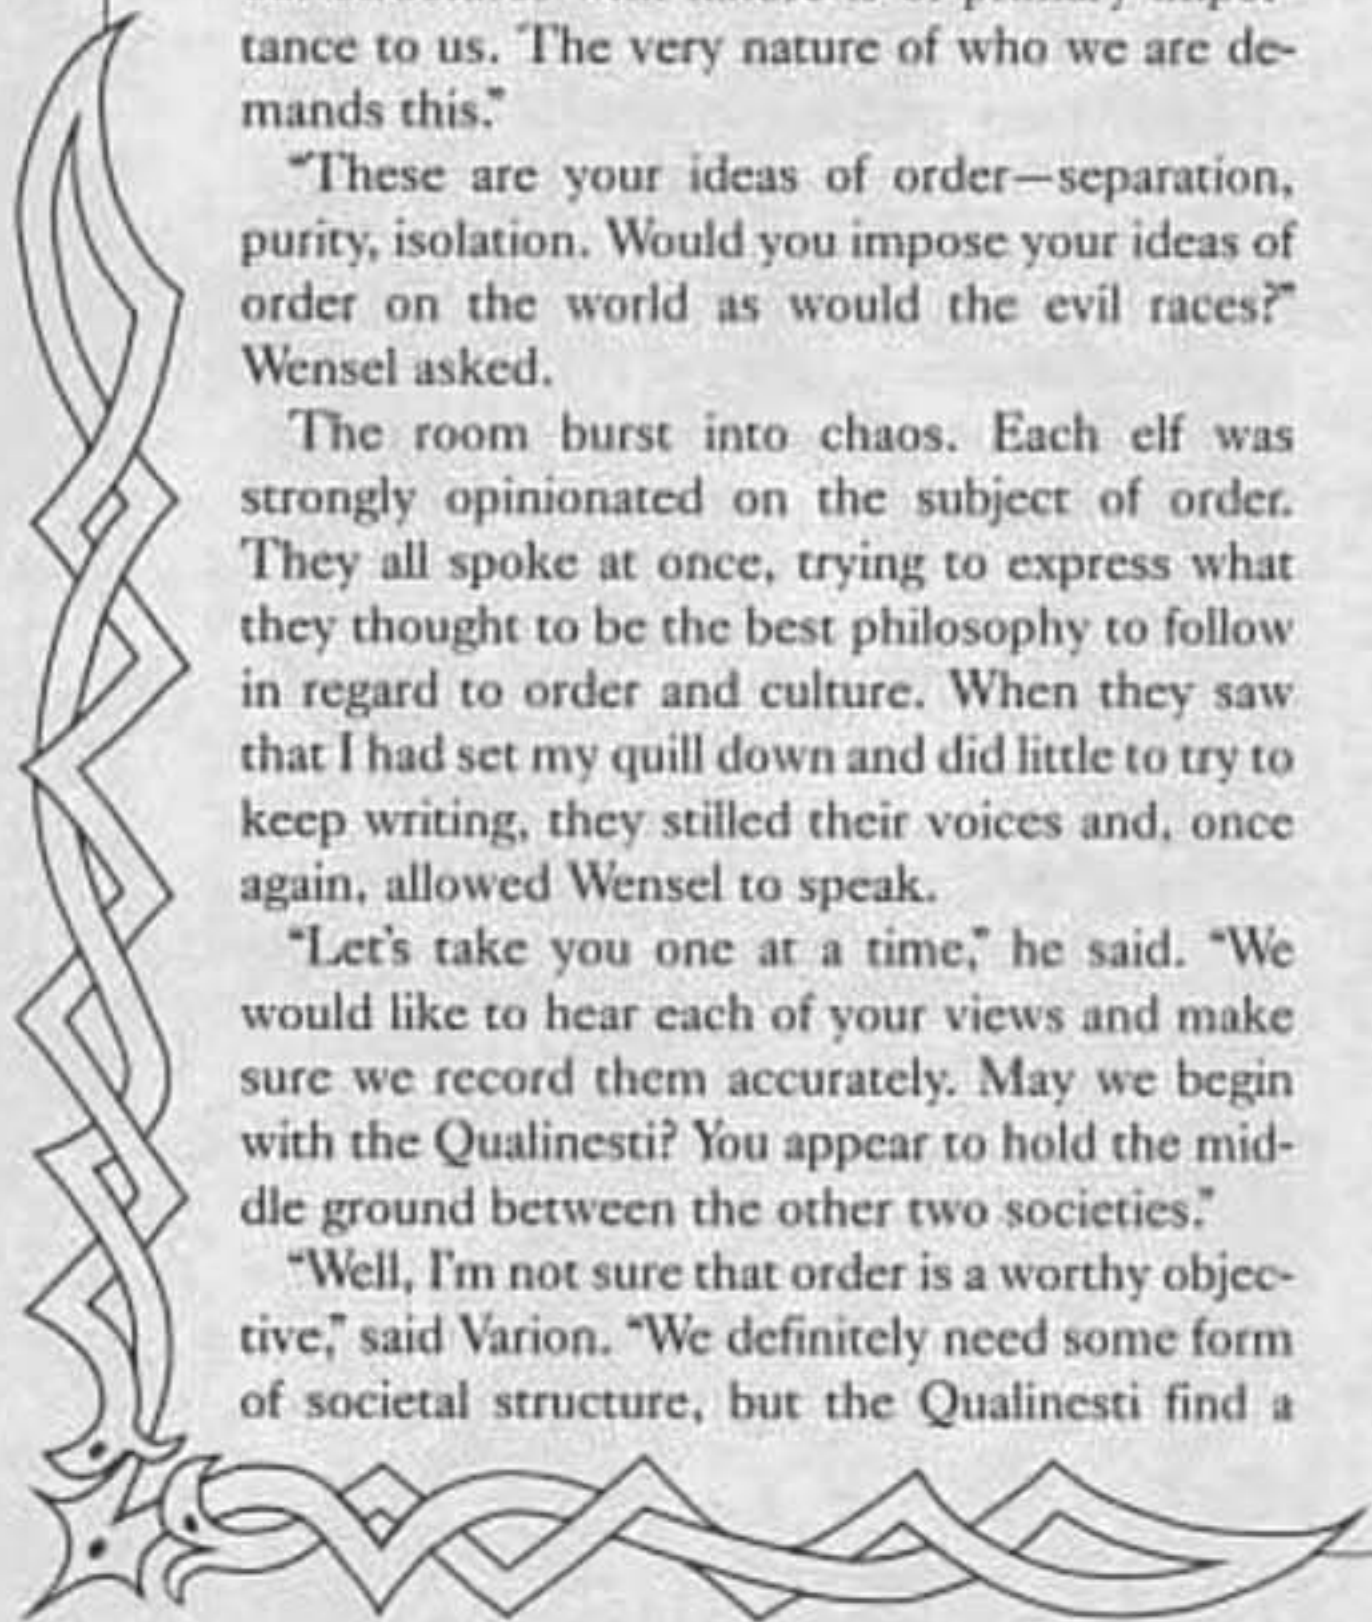 tance to us. The very nature of who we are de-
mands this."
"These are your ideas of order—separation,
purity, isolation. Would you impose your ideas of
order on the world as would the evil races?"
Wensel asked.
The room burst into chaos. Each elf was
strongly opinionated on the subject of order.
They all spoke at once, trying to express what
they thought to be the best philosophy to follow
in regard to order and culture. When they saw
that I had set my quill down and did little to try to
keep writing, they stilled their voices and, once
again, allowed Wensel to speak.
"Let's take you one at a time," he said. "We
would like to hear each of your views and make
sure we record them accurately. May we begin
with the Qualinesti? You appear to hold the mid-
dle ground between the other two societies."
"Well, I'm not sure that order is a worthy objec-
tive," said Varion. "We definitely need some form
of societal structure, but the Qualinesti find a